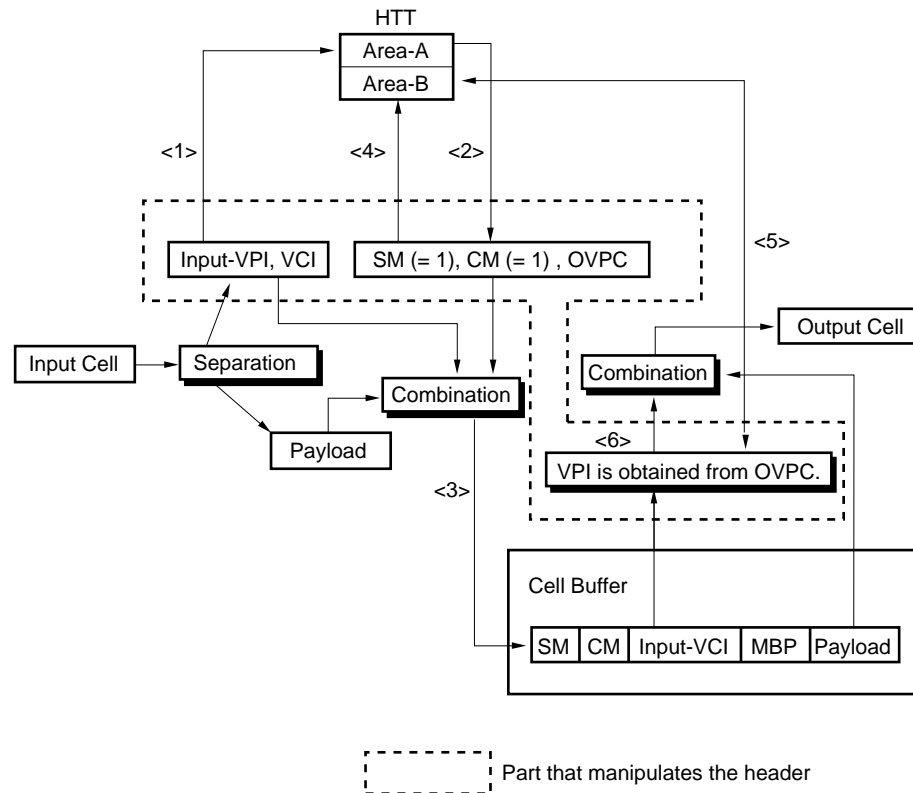 HTT
Area-A
Area-B
<1>
<4>
<2>
<5>
Input-VPI, VCI
SM (= 1), CM (= 1) , OVPC
Output Cell
Input Cell
Separation
Combination
Combination
Payload
<6>
<3>
VPI is obtained from OVPC.
Cell Buffer
SM CM Input-VCI MBP Payload
Part that manipulates the header